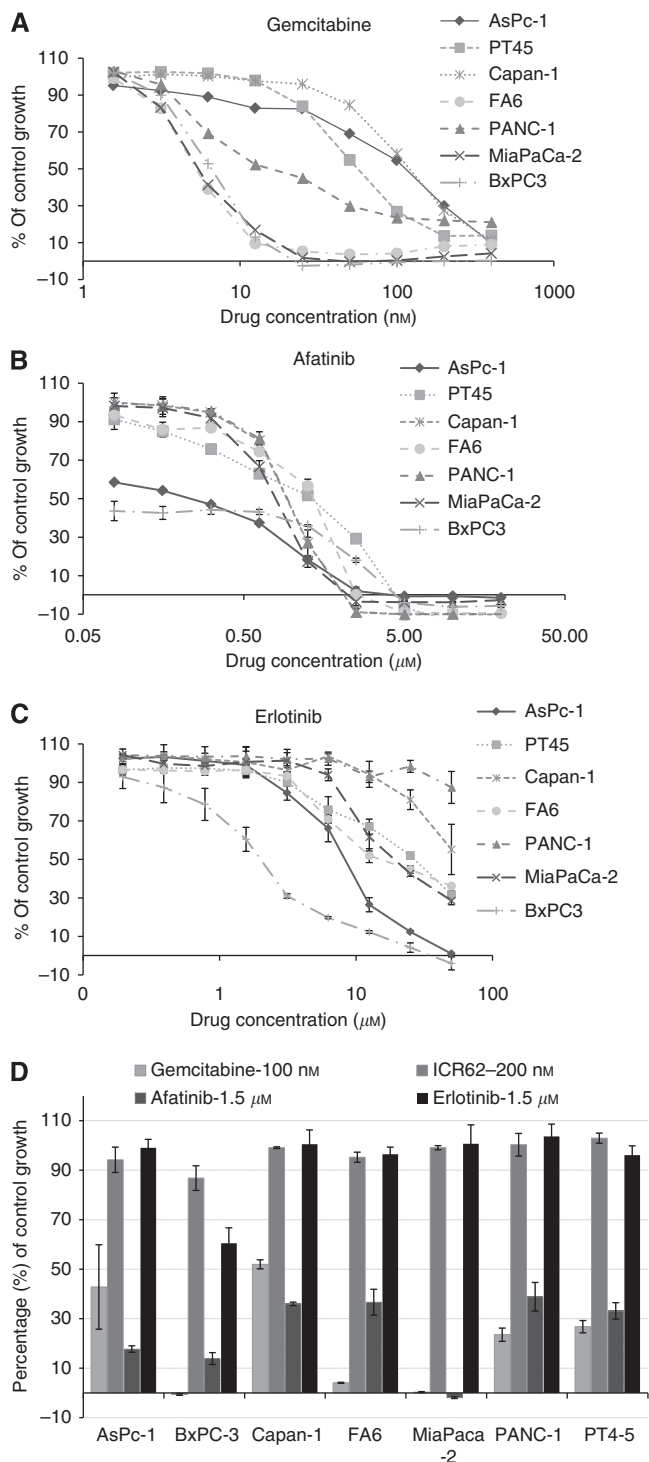 A
Gemcitabine
% Of control growth
110
90
70
50
30
10
–10
1
10
100
1000
Drug concentration (nM)
AsPc-1
PT45
Capan-1
FA6
PANC-1
MiaPaCa-2
BxPC3
B
Afatinib
% Of control growth
110
90
70
50
30
10
–10
0.05
0.50
5.00
50.00
Drug concentration (μM)
AsPc-1
PT45
Capan-1
FA6
PANC-1
MiaPaCa-2
BxPC3
C
Erlotinib
% Of control growth
110
90
70
50
30
10
–10
0
1
10
100
Drug concentration (μM)
AsPc-1
PT45
Capan-1
FA6
PANC-1
MiaPaCa-2
BxPC3
D
Gemcitabine-100 nM
ICR62–200 nM
Afatinib-1.5 μM
Erlotinib-1.5 μM
Percentage (%) of control growth
110
90
70
50
30
10
–10
AsPc-1
BxPC-3
Capan-1
FA6
MiaPaca
-2
PANC-1
PT4-5